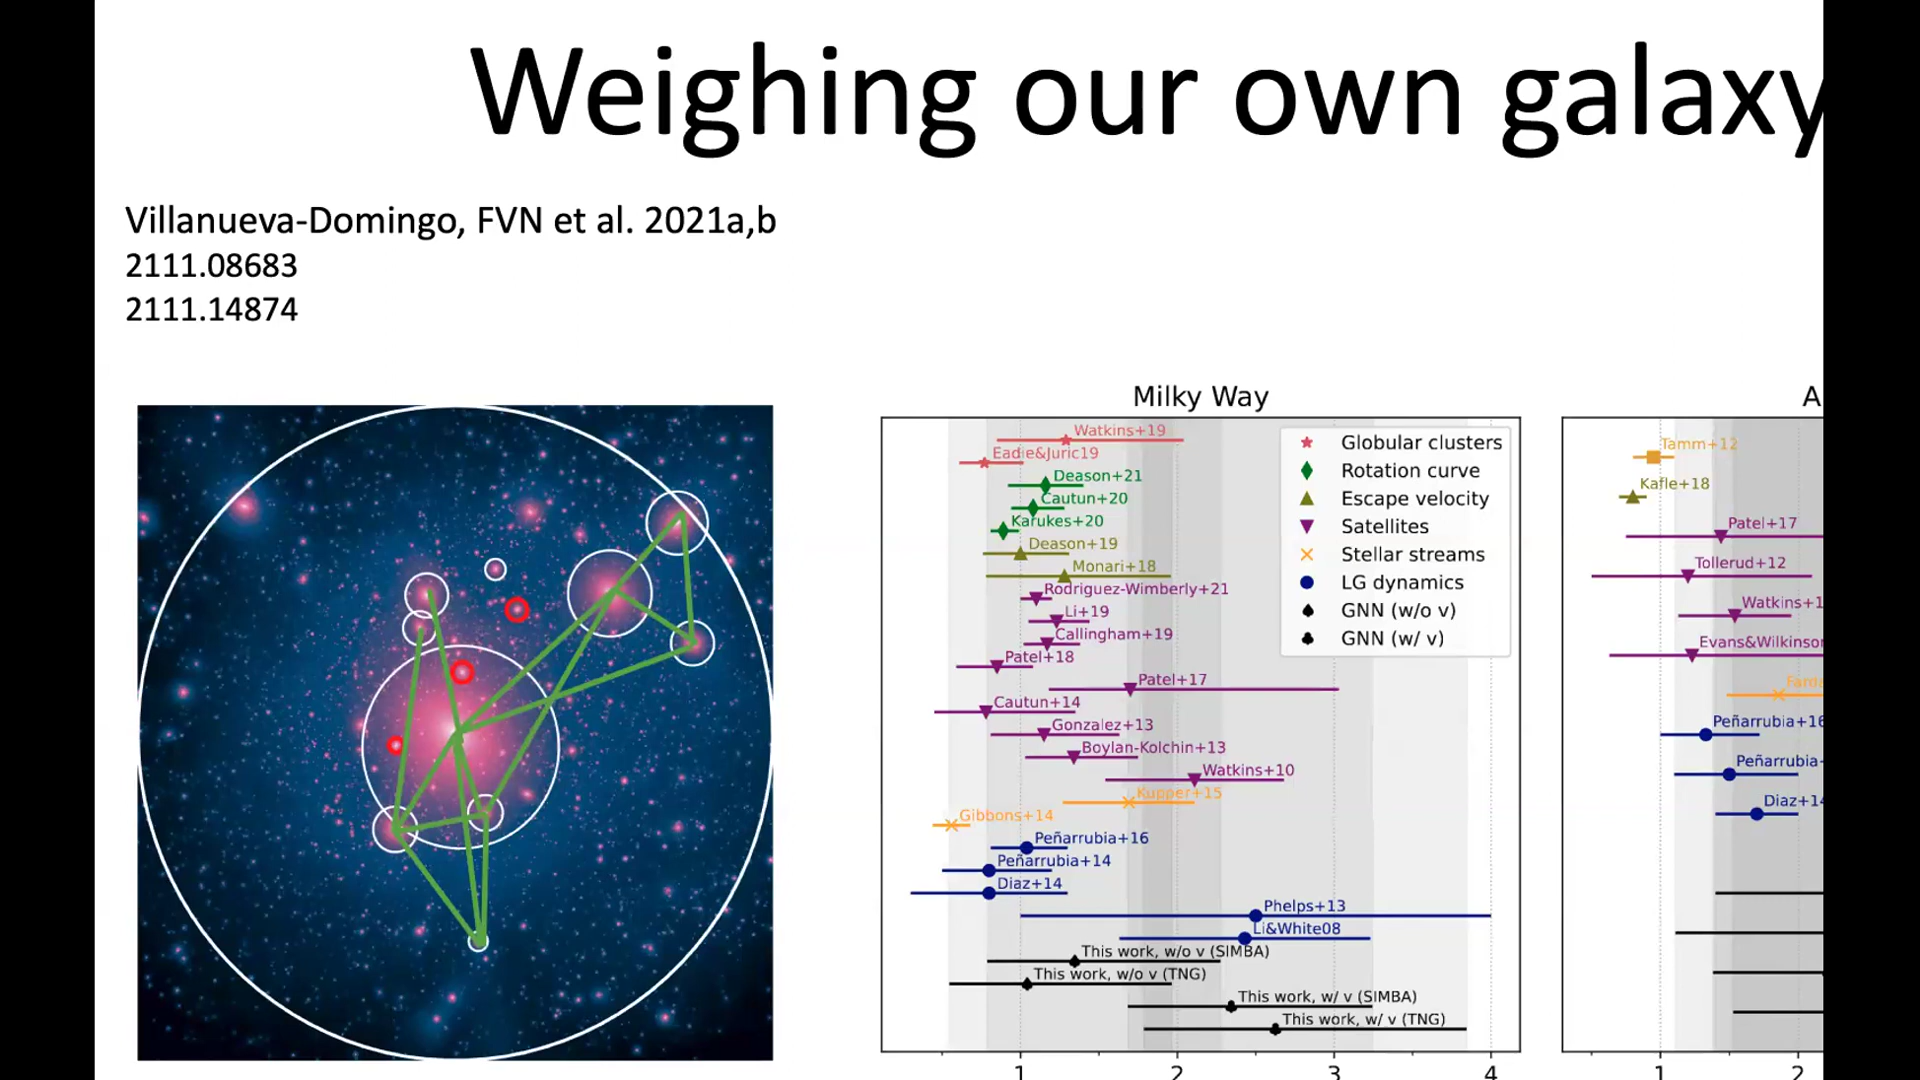 Weighing our own galaxy
Villanueva-Domingo, FVN et al. 2021a,b
2111.08683
2111.14874
Milky Way
Watkins+19
Eadie&Juric19
Deason+21
Cautun+20
Karukes+20
Deason+19
Monari+18
Rodriguez-Wimberly+21
Li+19
Callingham+19
Patel+18
Patel+17
Cautun+14
Gonzalez+13
Boylan-Kolchin+13
Watkins+10
Kupper+15
Gibbons+14
Peñarrubia+16
Peñarrubia+14
Diaz+14
Phelps+13
Li&White08
This work, w/o v (SIMBA)
This work, w/o v (TNG)
This work, w/ v (SIMBA)
This work, w/ v (TNG)
Globular clusters
Rotation curve
Escape velocity
Satellites
Stellar streams
LG dynamics
GNN (w/o v)
GNN (w/ v)
1 2 3 4
A
Tamm+12
Kafle+18
Patel+17
Tollerud+12
Watkins+1
Evans&Wilkinson
Peñarrubia+16
Peñarrubia+
Diaz+14
1 2